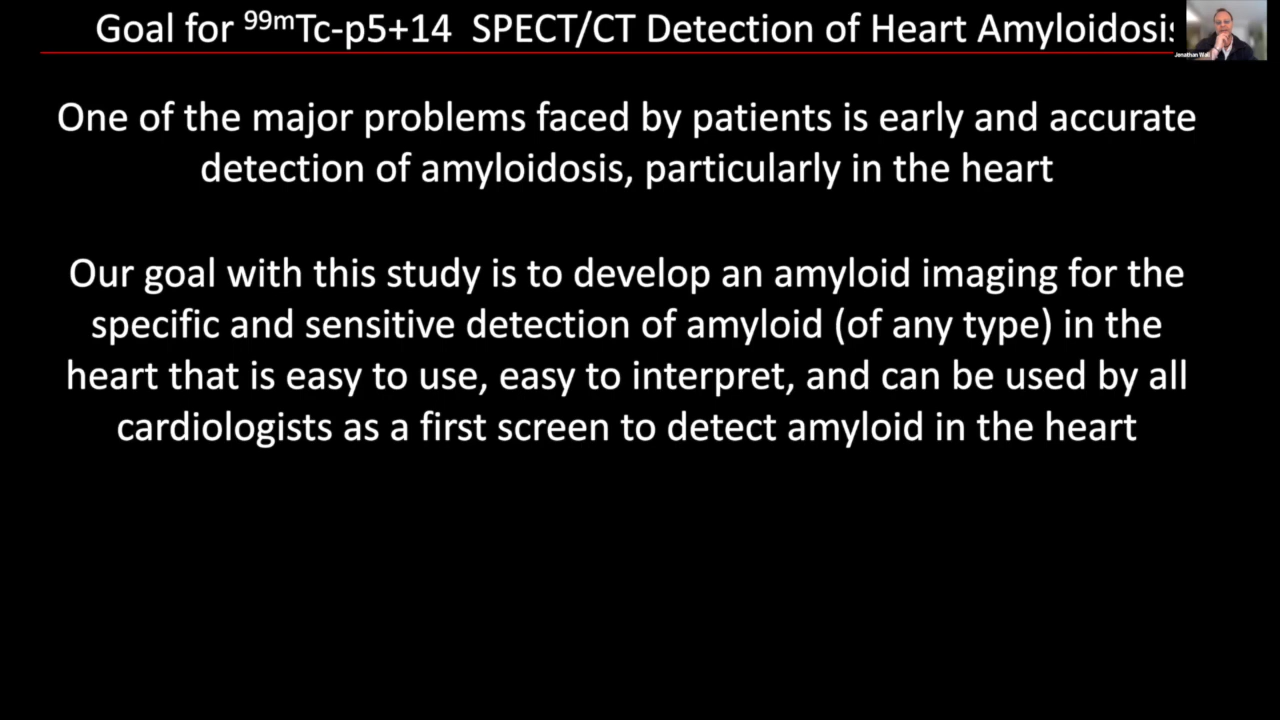 Goal for ⁹⁹ᵐTc-p5+14 SPECT/CT Detection of Heart Amyloidosis
Jonathan Wall
One of the major problems faced by patients is early and accurate
detection of amyloidosis, particularly in the heart
Our goal with this study is to develop an amyloid imaging for the
specific and sensitive detection of amyloid (of any type) in the
heart that is easy to use, easy to interpret, and can be used by all
cardiologists as a first screen to detect amyloid in the heart